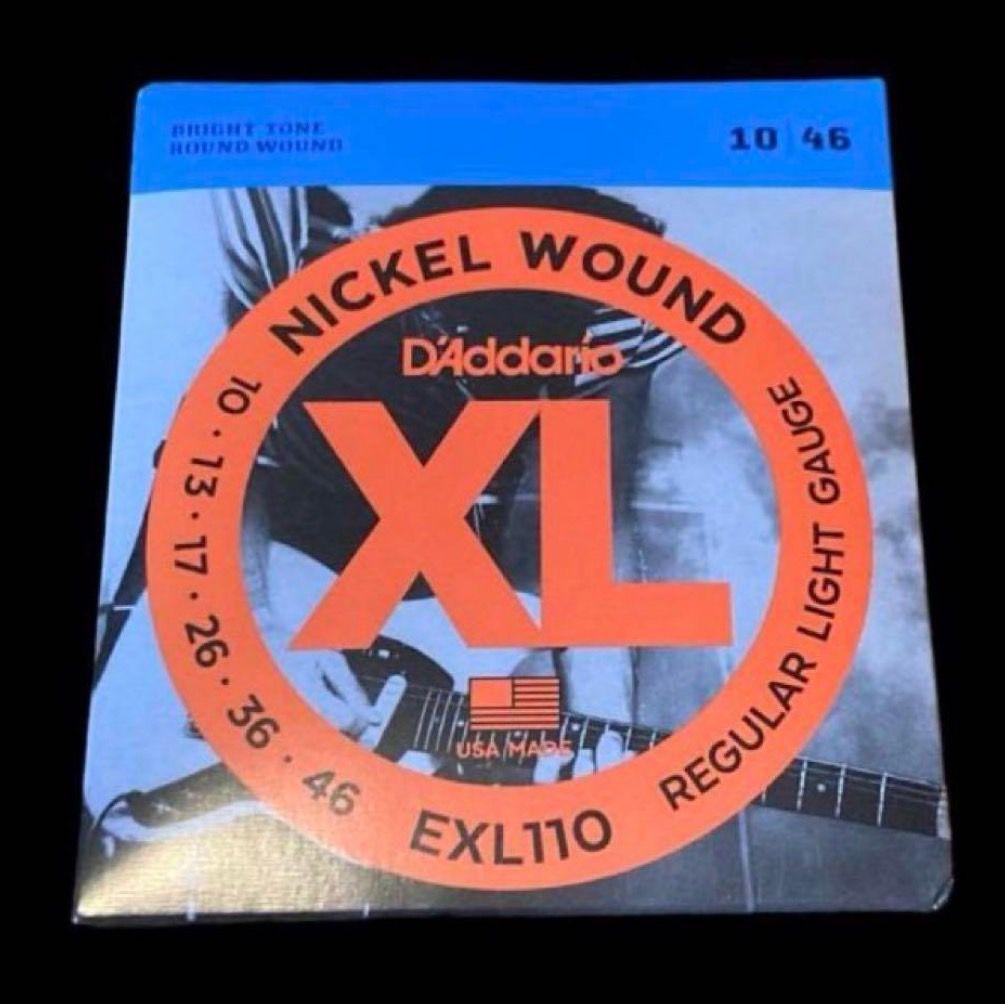 BRIGHT TONE
ROUND WOUND
10 | 46
NICKEL WOUND
D'Addario
XL
USA MADE
10 · 13 · 17 · 26 · 36 · 46
EXL110
REGULAR LIGHT GAUGE